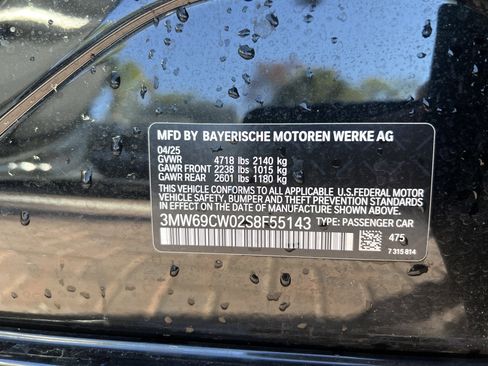 MFD BY BAYERISCHE MOTOREN WERKE AG
04/25
GVWR 4718 lbs 2140 kg
GAWR FRONT 2238 lbs 1015 kg
GAWR REAR 2601 lbs 1180 kg
THIS VEHICLE CONFORMS TO ALL APPLICABLE U.S.FEDERAL MOTOR
VEHICLE SAFETY, BUMPER, AND THEFT PREVENTION STANDARDS
IN EFFECT ON THE DATE OF MANUFACTURE SHOWN ABOVE.
3MW69CW02S8F55143 TYPE: PASSENGER CAR
475
7 315 814